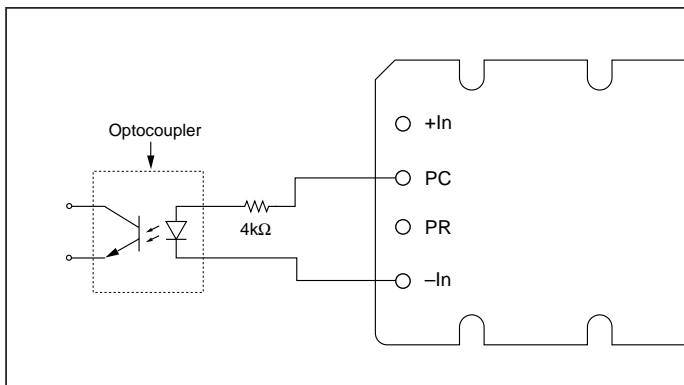 Optocoupler
4kΩ
+In
PC
PR
–In